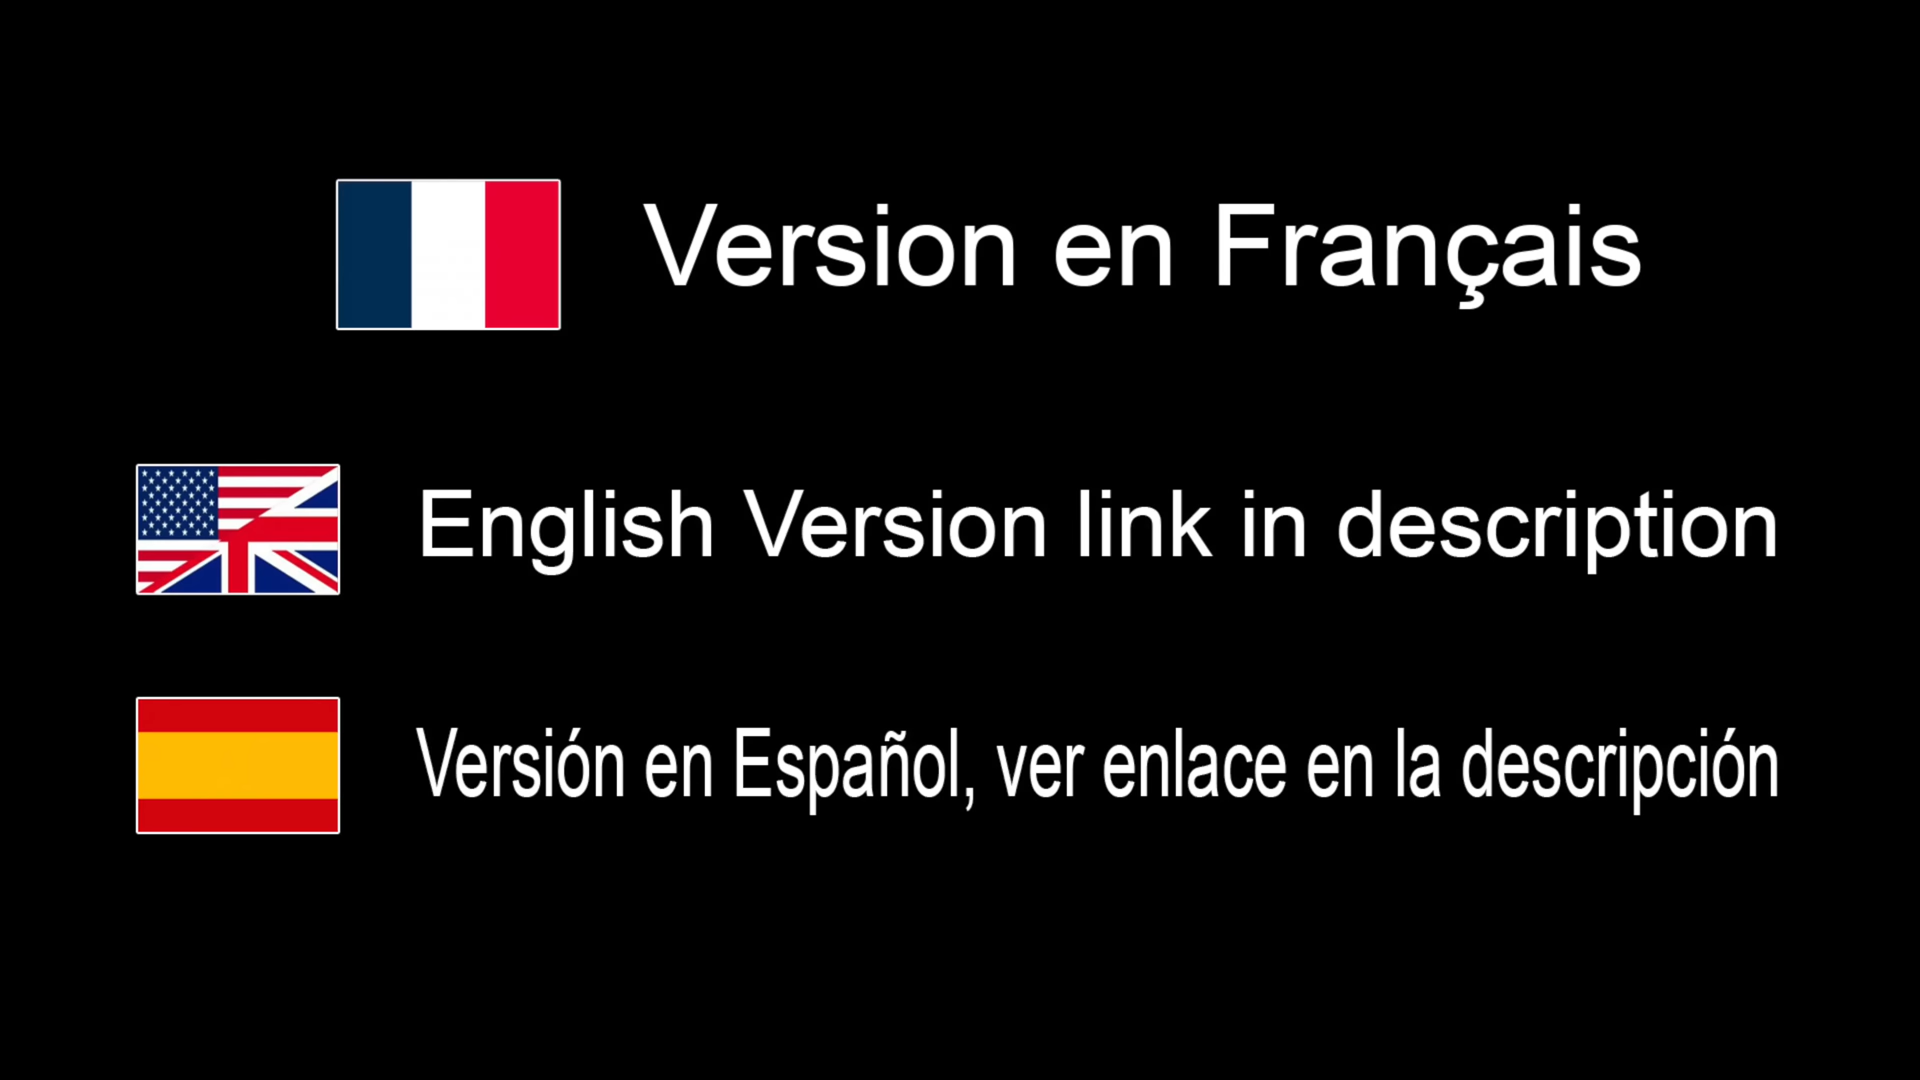 Version en Français
English Version link in description
Versión en Español, ver enlace en la descripción